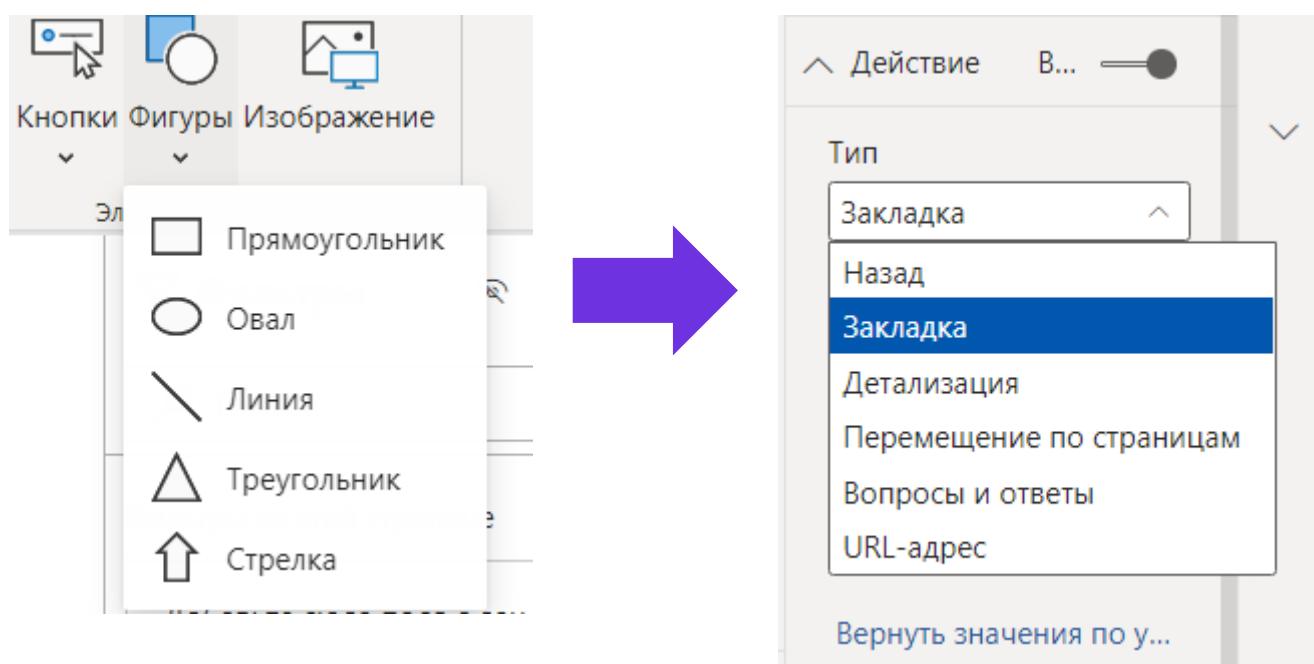 Кнопки Фигуры Изображение
Эл
Прямоугольник
Овал
Линия
Треугольник
Стрелка
е
Действие В...
Тип
Закладка
Назад
Закладка
Детализация
Перемещение по страницам
Вопросы и ответы
URL-адрес
Вернуть значения по у...